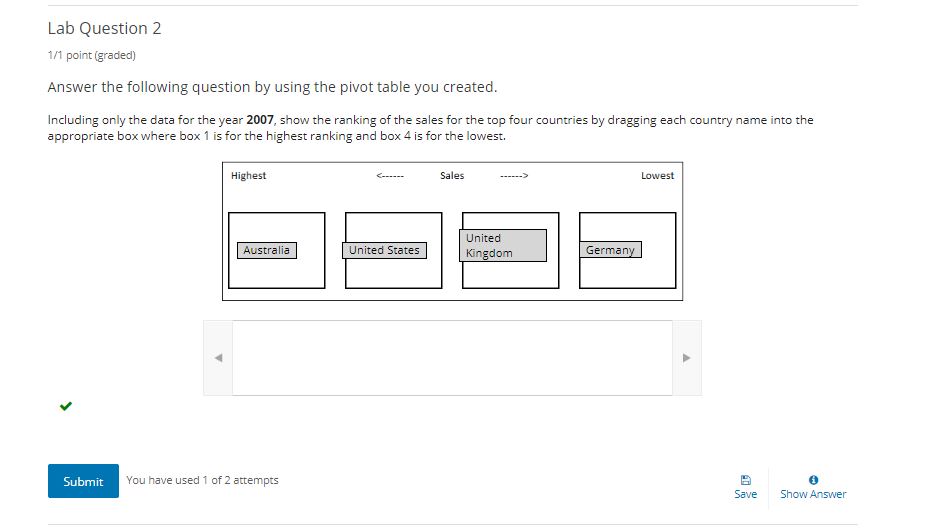 Lab Question 2
1/1 point (graded)
Answer the following question by using the pivot table you created.
Including only the data for the year 2007, show the ranking of the sales for the top four countries by dragging each country name into the
appropriate box where box 1 is for the highest ranking and box 4 is for the lowest.
Highest <------ Sales ------> Lowest
Australia
United States
United
Kingdom
Germany
Submit You have used 1 of 2 attempts
Save
Show Answer